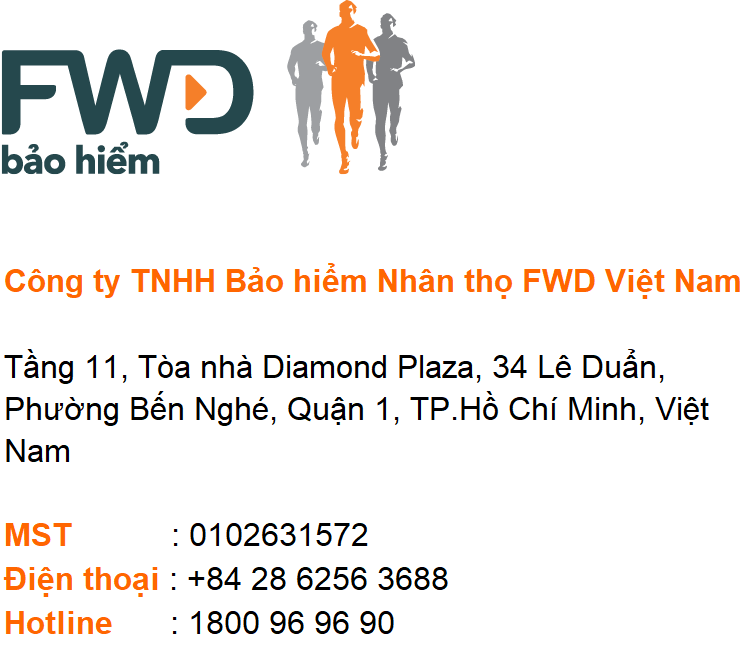 FWD
bảo hiểm
Công ty TNHH Bảo hiểm Nhân thọ FWD Việt Nam
Tầng 11, Tòa nhà Diamond Plaza, 34 Lê Duẩn,
Phường Bến Nghé, Quận 1, TP.Hồ Chí Minh, Việt
Nam
MST : 0102631572
Điện thoại : +84 28 6256 3688
Hotline : 1800 96 96 90